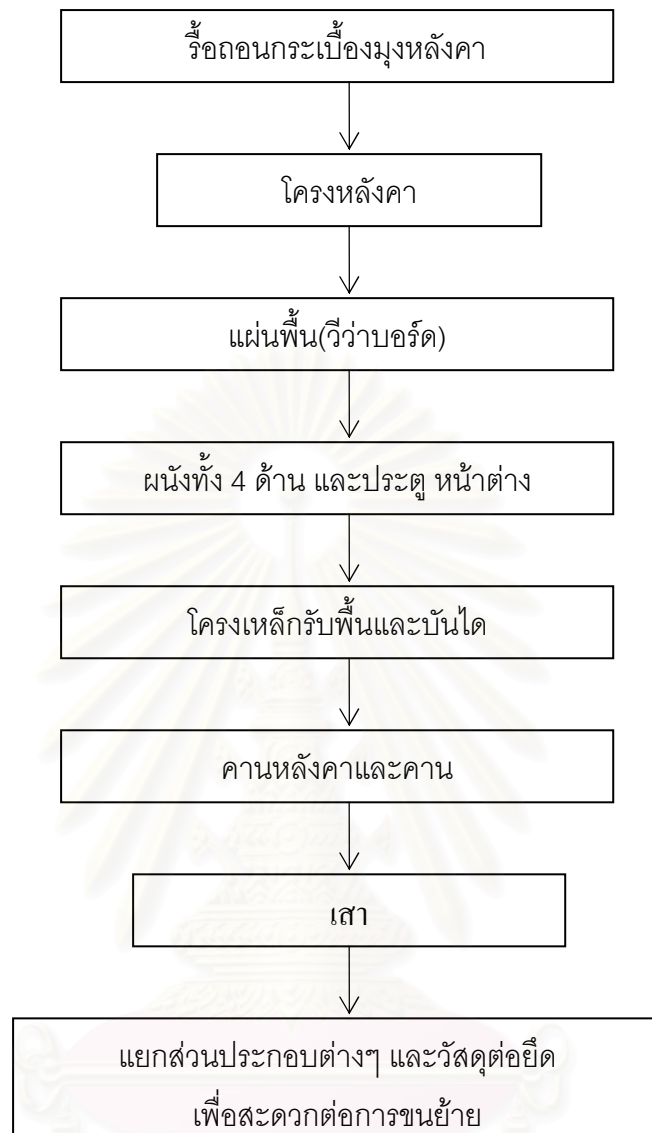 รื้อถอนกระเบื้องมุงหลังคา
โครงหลังคา
แผ่นพื้น(วีว่าบอร์ด)
ผนังทั้ง 4 ด้าน และประตู หน้าต่าง
โครงเหล็กรับพื้นและบันได
คานหลังคาและคาน
เสา
แยกส่วนประกอบต่างๆ และวัสดุต่อยึด
เพื่อสะดวกต่อการขนย้าย